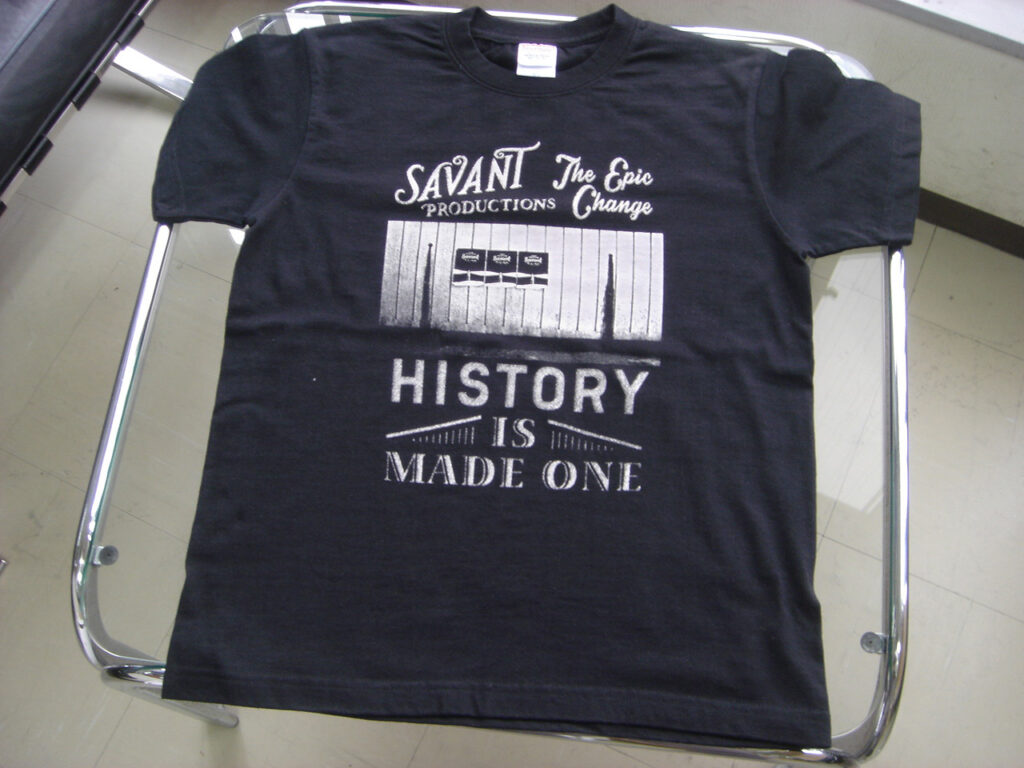 SAVANT
PRODUCTIONS
The Epic
Change
HISTORY
IS
MADE ONE